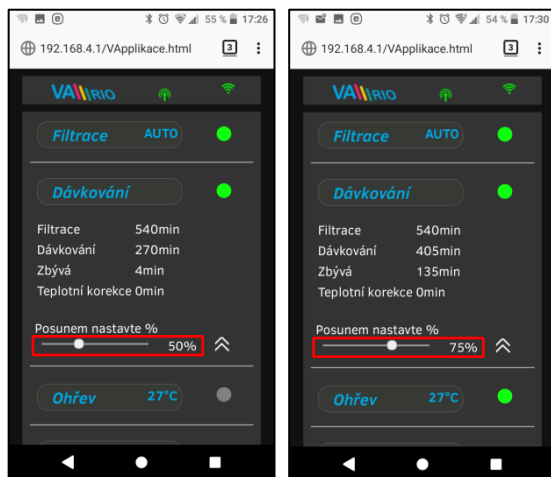 55 % 17:26
192.168.4.1/VApplikace.html 3
VA RIO
Filtrace AUTO
Dávkování
Filtrace 540min
Dávkování 270min
Zbývá 4min
Teplotní korekce 0min
Posunem nastavte %
50%
Ohřev 27°C
54 % 17:30
192.168.4.1/VApplikace.html 3
VA RIO
Filtrace AUTO
Dávkování
Filtrace 540min
Dávkování 405min
Zbývá 135min
Teplotní korekce 0min
Posunem nastavte %
75%
Ohřev 27°C